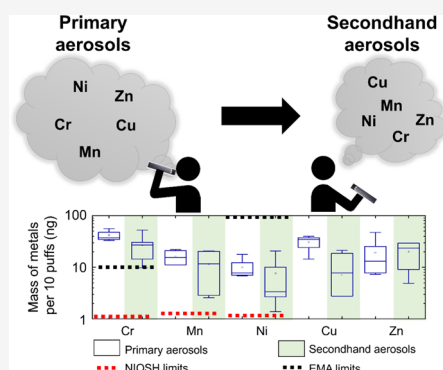 Primary
aerosols
Secondhand
aerosols
Ni
Zn
Cr
Cu
Mn
Cu
Mn
Ni
Zn
Cr
Mass of metals
per 10 puffs (ng)
100
10
1
Cr Mn Ni Cu Zn
Primary aerosols
Secondhand aerosols
NIOSH limits
EMA limits